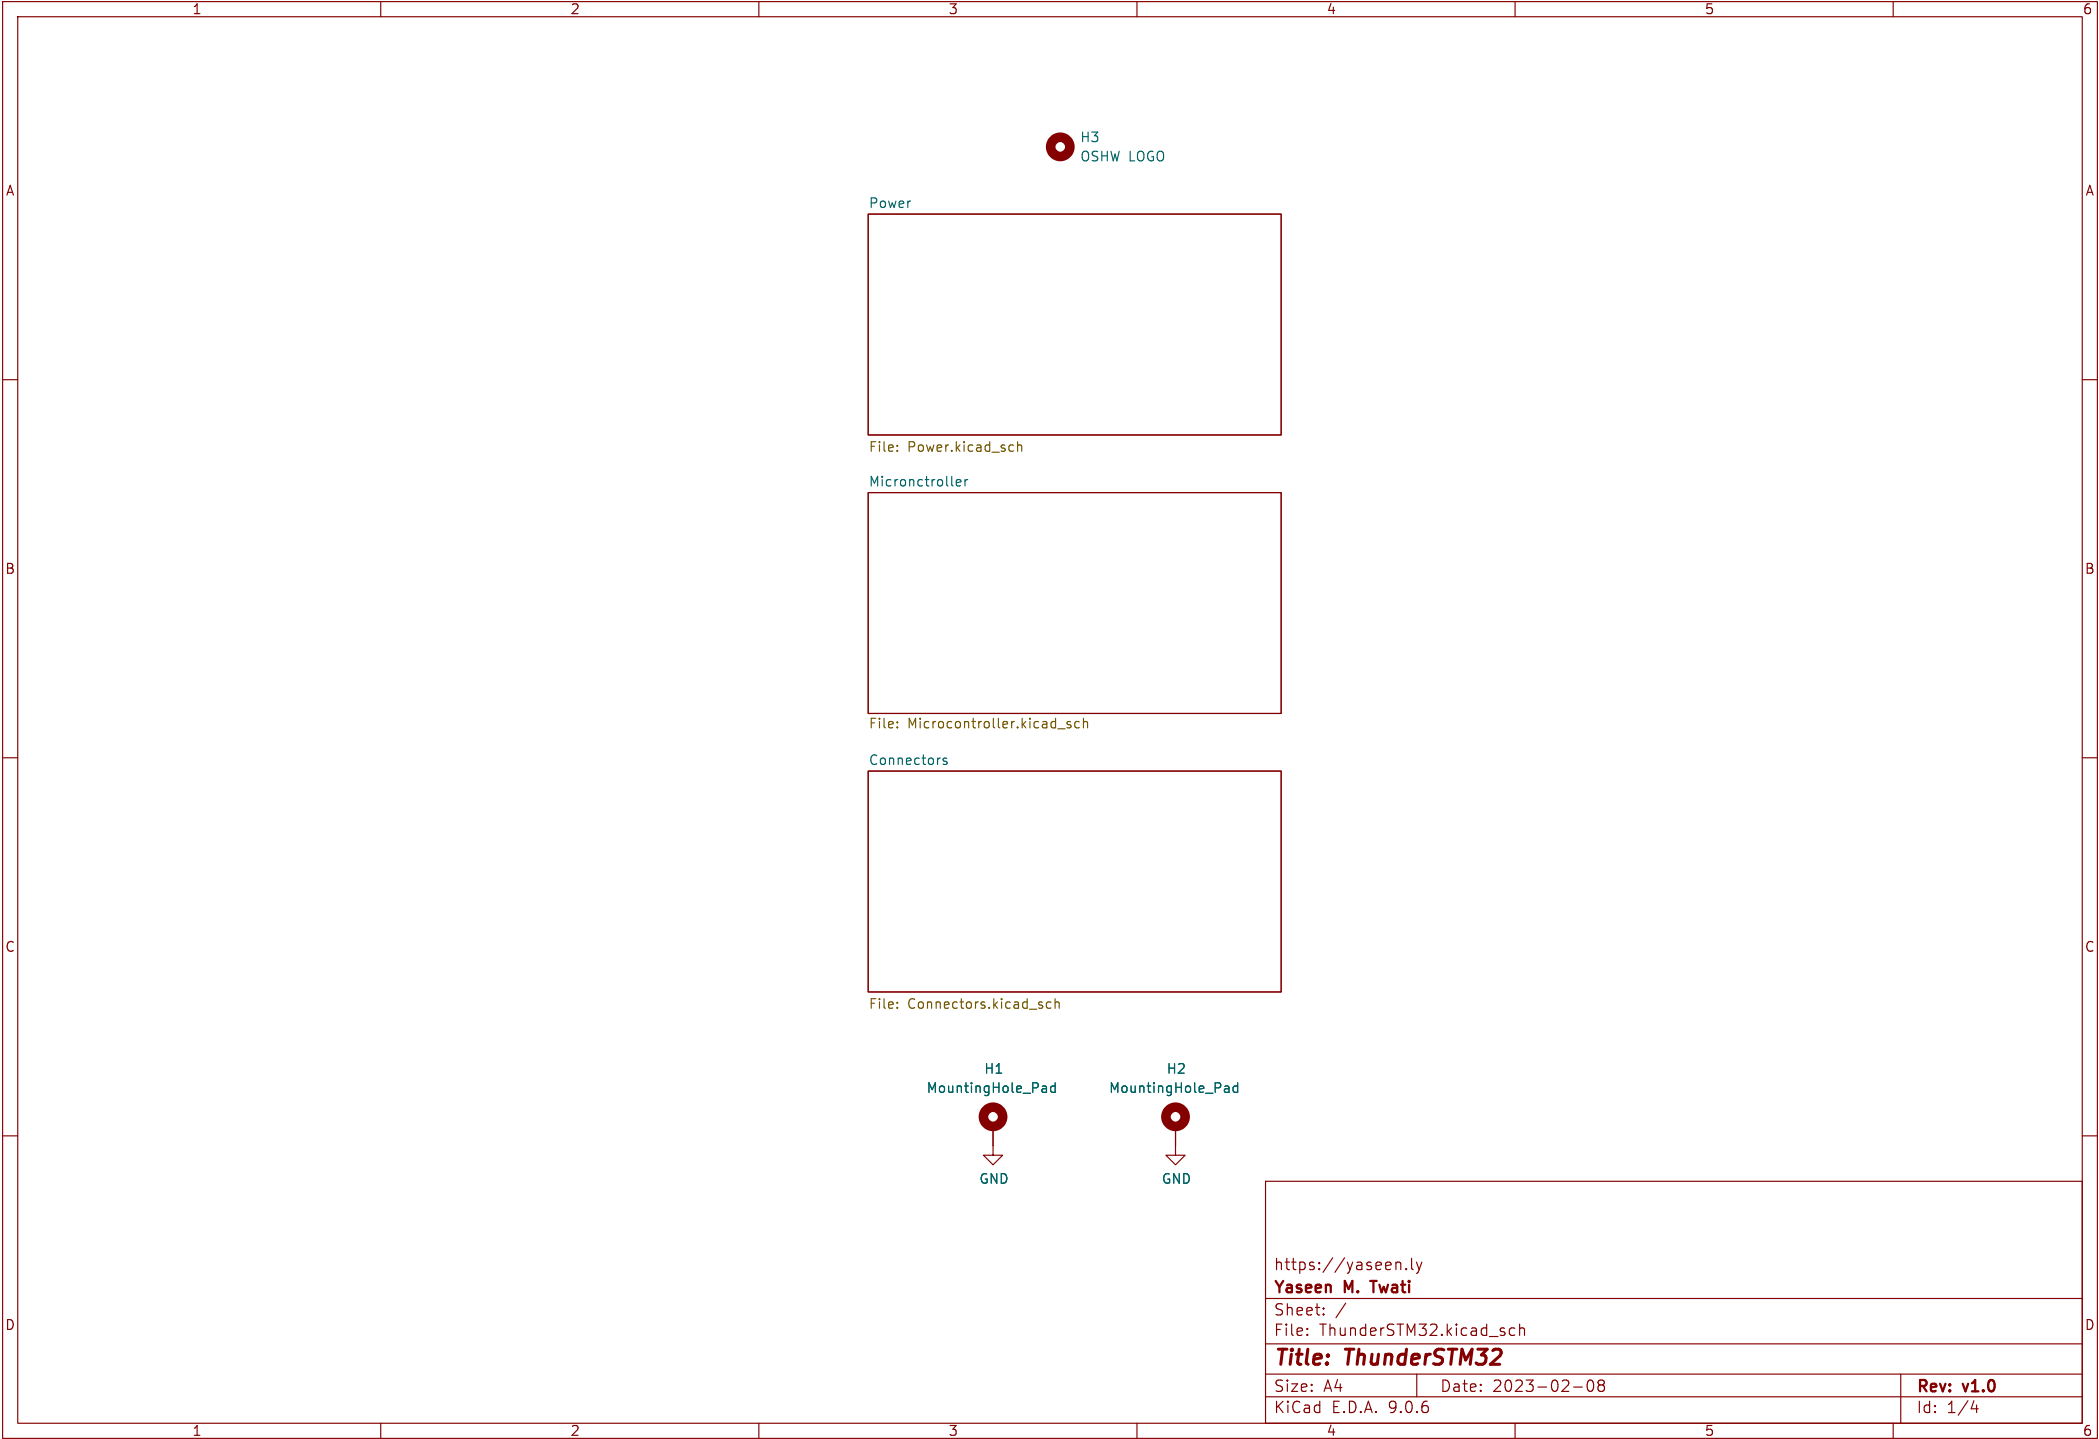 1 2 3 4 5 6
A A
H3
OSHW LOGO
Power
File: Power.kicad_sch
Micronctroller
B B
File: Microcontroller.kicad_sch
Connectors
C C
File: Connectors.kicad_sch
H1 H2
MountingHole_Pad MountingHole_Pad
GND GND
https://yaseen.ly
Yaseen M. Twati
Sheet: /
File: ThunderSTM32.kicad_sch
D D
Title: ThunderSTM32
Size: A4 Date: 2023-02-08 Rev: v1.0
KiCad E.D.A. 9.0.6 Id: 1/4
1 2 3 4 5 6